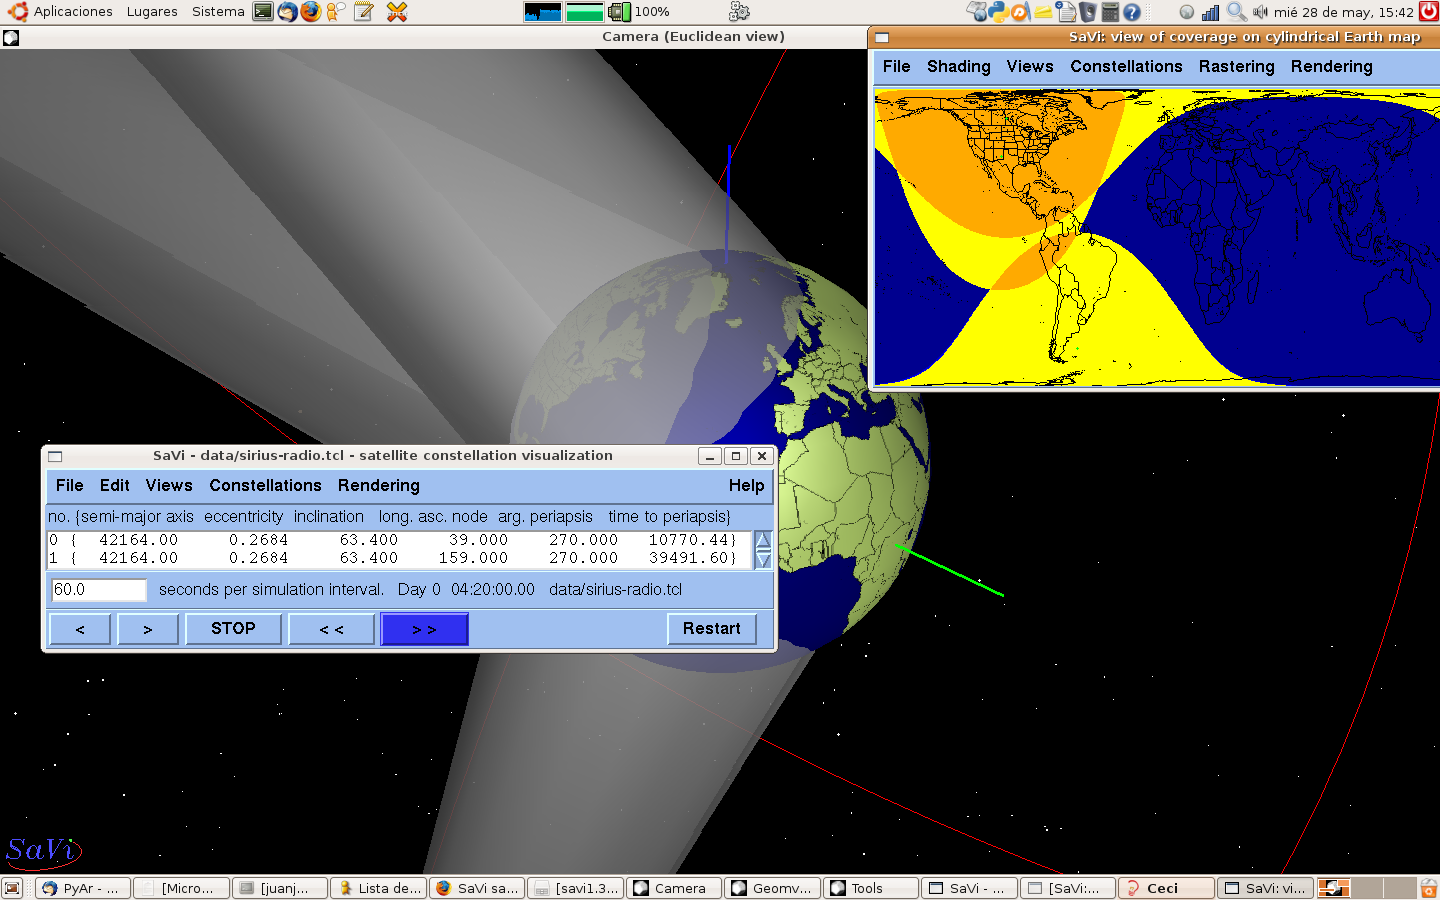 Aplicaciones Lugares Sistema 100% mié 28 de may, 15:42
Camera (Euclidean view)
SaVi: view of coverage on cylindrical Earth map
File Shading Views Constellations Rastering Rendering
SaVi - data/sirius-radio.tcl - satellite constellation visualization
File Edit Views Constellations Rendering Help
no. {semi-major axis eccentricity inclination long. asc. node arg. periapsis time to periapsis}
0 { 42164.00 0.2684 63.400 39.000 270.000 10770.44}
1 { 42164.00 0.2684 63.400 159.000 270.000 39491.60}
60.0 seconds per simulation interval. Day 0 04:20:00.00 data/sirius-radio.tcl
< > STOP < < > > Restart
SaVi
PyAr - ... [Micro... [juanj... Lista de... SaVi sa... [savi1.3... Camera Geomv... Tools SaVi - ... [SaVi:... Ceci SaVi: vi...